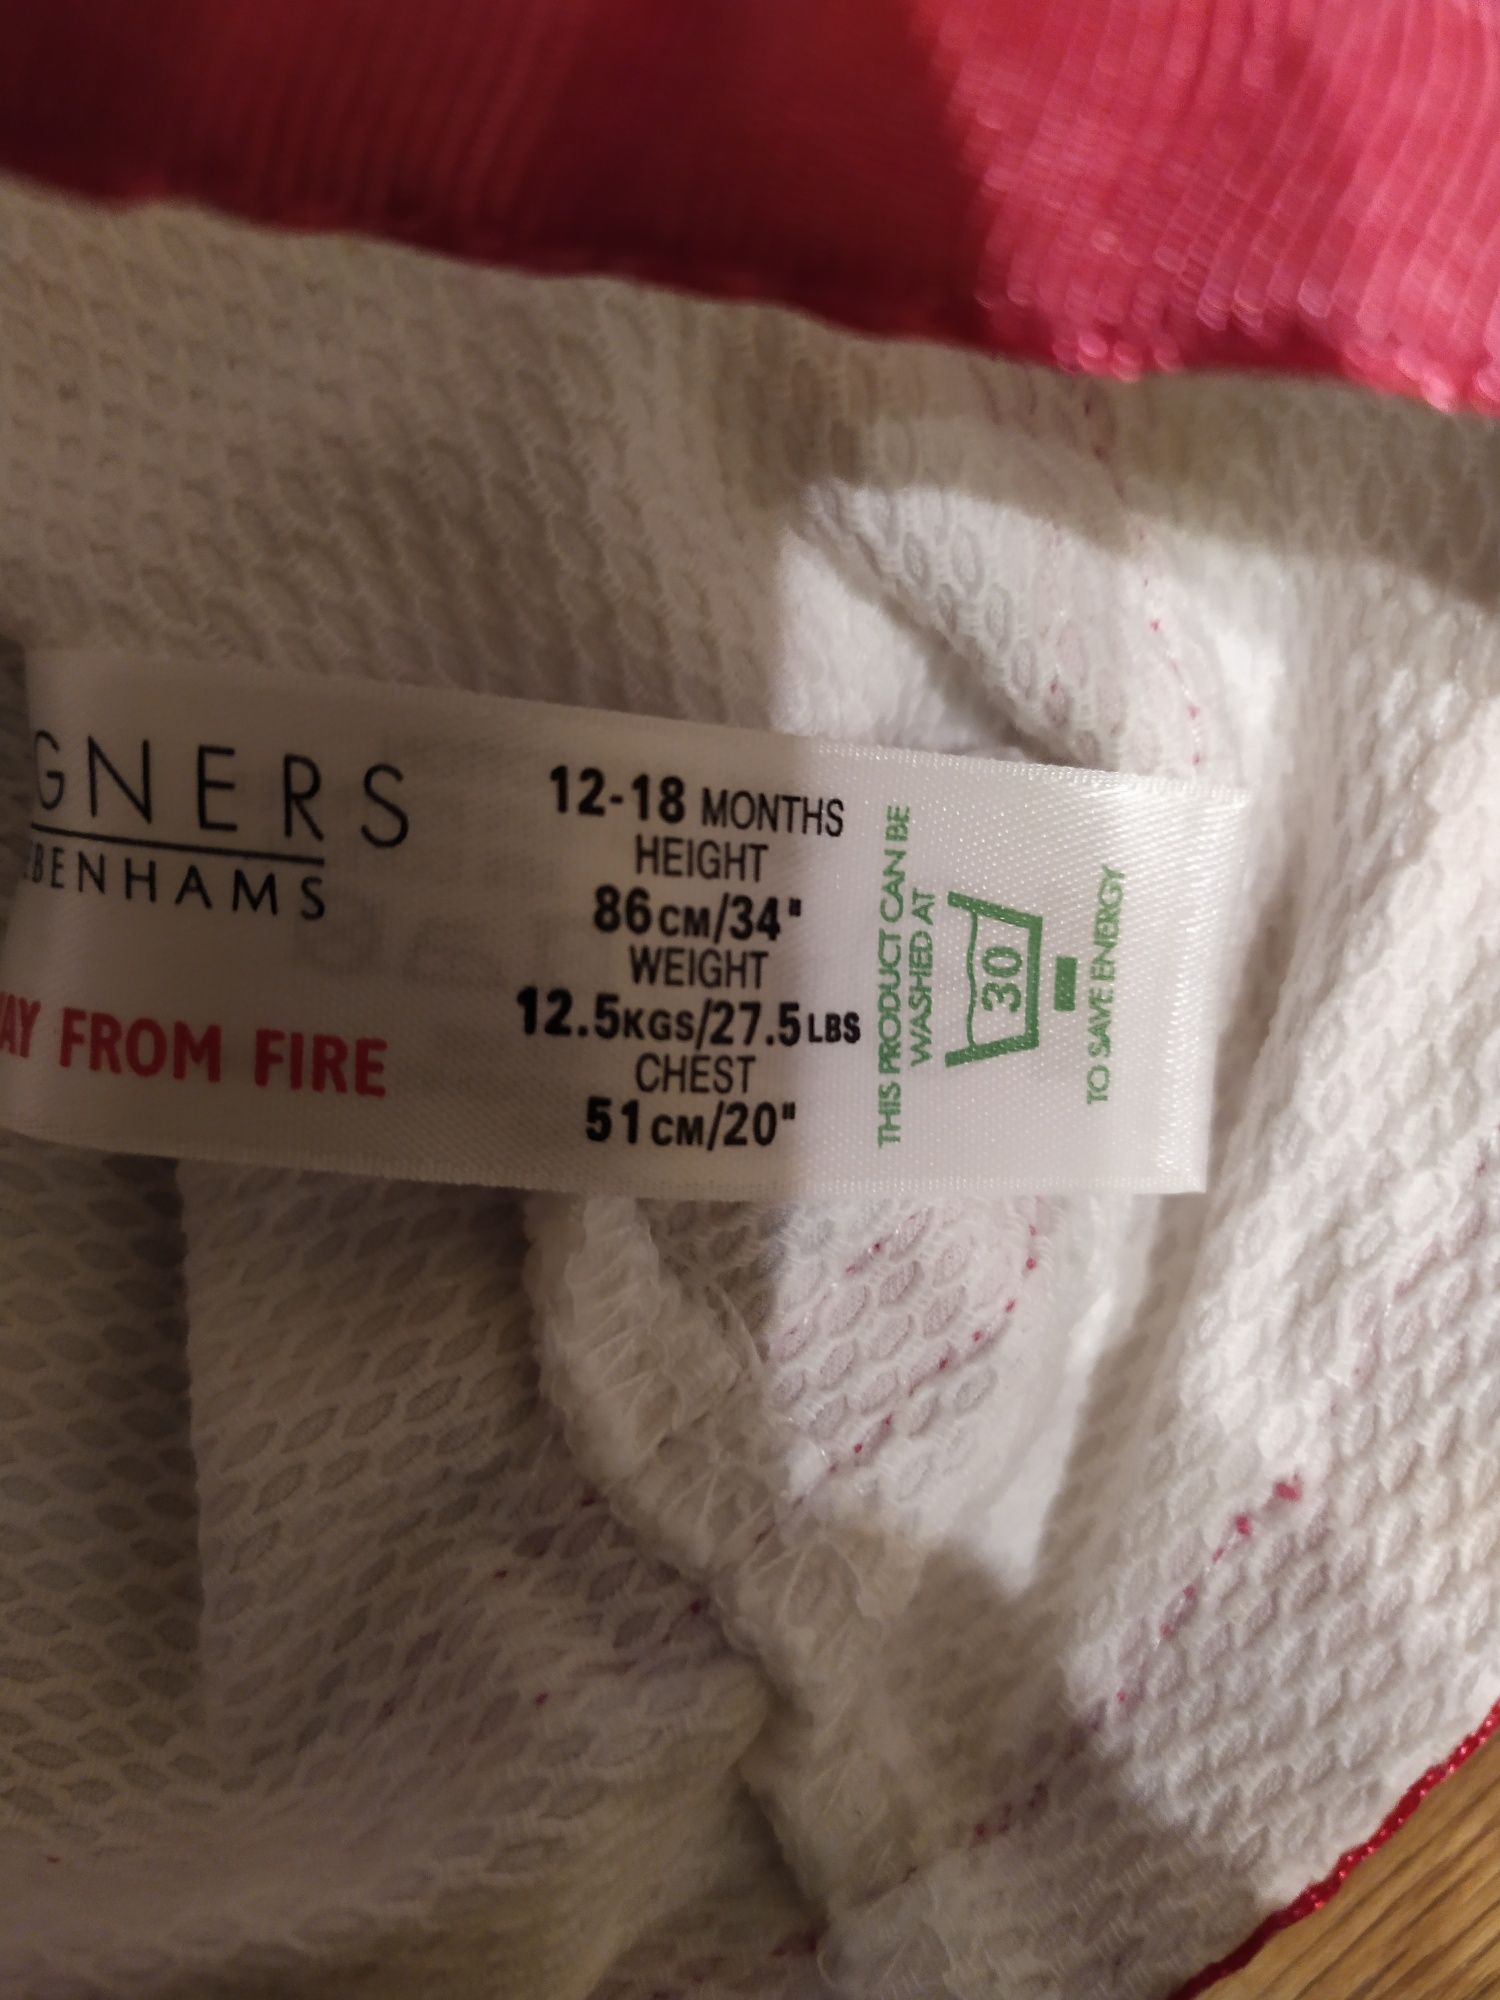 GNERS
EBENHAMS
AY FROM FIRE
12-18 MONTHS
HEIGHT
86CM/34"
WEIGHT
12.5KGS/27.5LBS
CHEST
51CM/20"
THIS PRODUCT CAN BE
WASHED AT
30
TO SAVE ENERGY